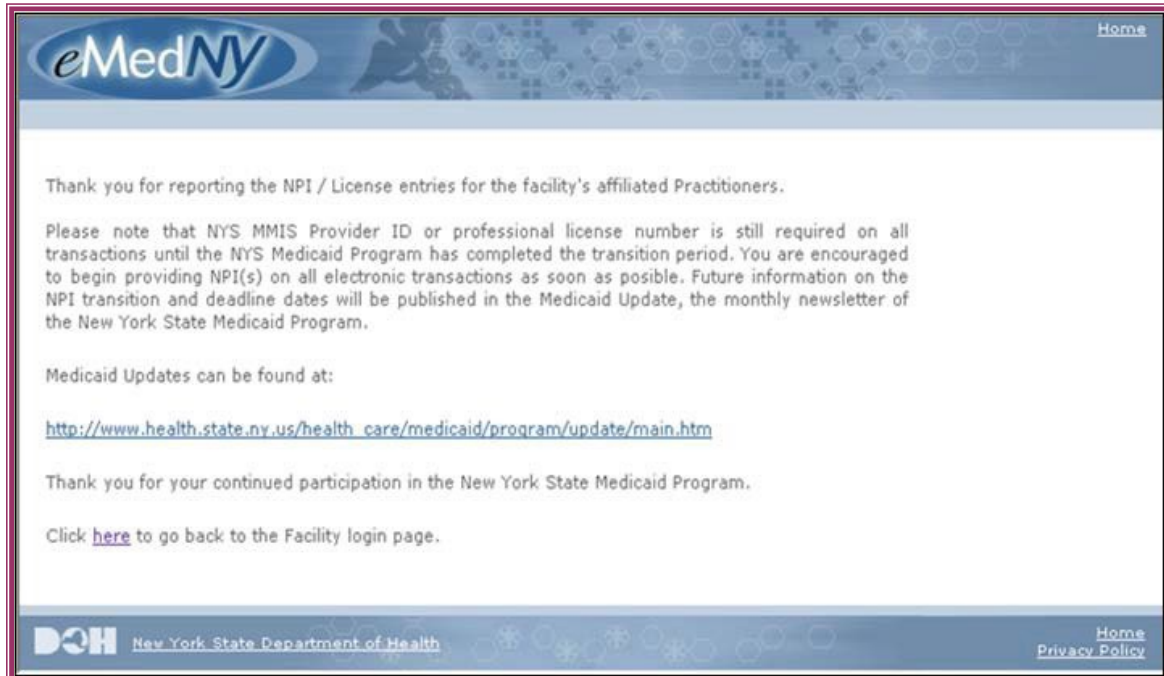 eMedNY
Home
Thank you for reporting the NPI / License entries for the facility's affiliated Practitioners.
Please note that NYS MMIS Provider ID or professional license number is still required on all
transactions until the NYS Medicaid Program has completed the transition period. You are encouraged
to begin providing NPI(s) on all electronic transactions as soon as posible. Future information on the
NPI transition and deadline dates will be published in the Medicaid Update, the monthly newsletter of
the New York State Medicaid Program.
Medicaid Updates can be found at:
http://www.health.state.ny.us/health_care/medicaid/program/update/main.htm
Thank you for your continued participation in the New York State Medicaid Program.
Click here to go back to the Facility login page.
DOH New York State Department of Health
Home
Privacy Policy